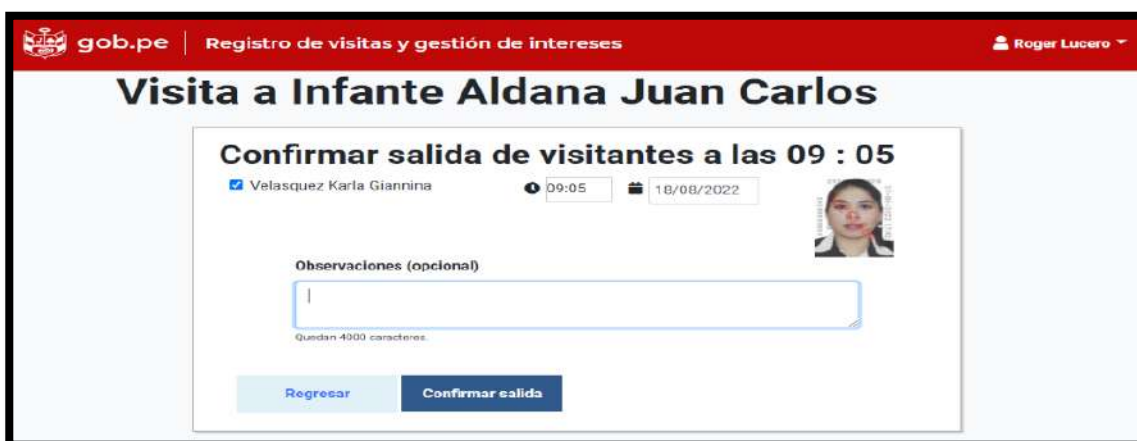 gob.pe | Registro de visitas y gestión de intereses
Roger Lucero
Visita a Infante Aldana Juan Carlos
Confirmar salida de visitantes a las 09 : 05
Velasquez Karla Giannina 09:05 18/08/2022
Observaciones (opcional)
Quedan 4000 caracteres.
Regresar Confirmar salida